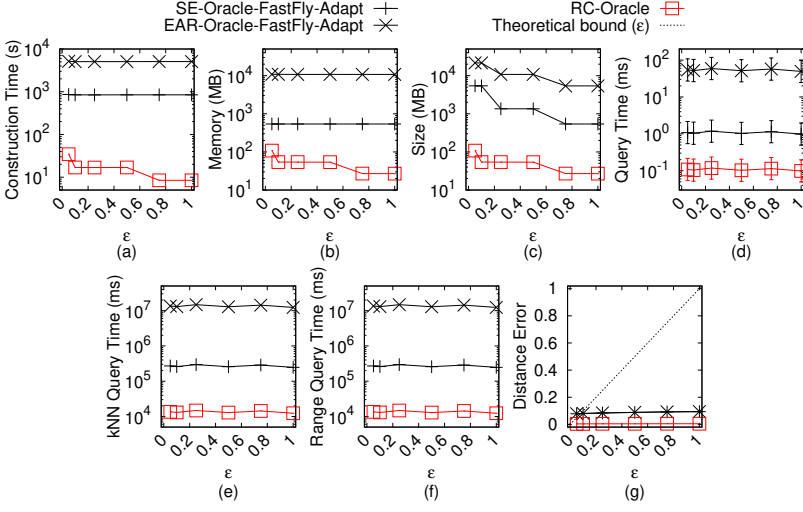 SE-Oracle-FastFly-Adapt
EAR-Oracle-FastFly-Adapt
RC-Oracle
Theoretical bound (ε)
Construction Time (s)
10^4
10^3
10^2
10^1
0
0.2
0.4
0.6
0.8
1
ε
(a)
Memory (MB)
10^4
10^3
10^2
10^1
0
0.2
0.4
0.6
0.8
1
ε
(b)
Size (MB)
10^4
10^3
10^2
10^1
0
0.2
0.4
0.6
0.8
1
ε
(c)
Query Time (ms)
10^2
10^1
10^0
10^-1
0
0.2
0.4
0.6
0.8
1
ε
(d)
kNN Query Time (ms)
10^7
10^6
10^5
10^4
0
0.2
0.4
0.6
0.8
1
ε
(e)
Range Query Time (ms)
10^7
10^6
10^5
10^4
0
0.2
0.4
0.6
0.8
1
ε
(f)
Distance Error
1
0.8
0.6
0.4
0.2
0
0
0.2
0.4
0.6
0.8
1
ε
(g)